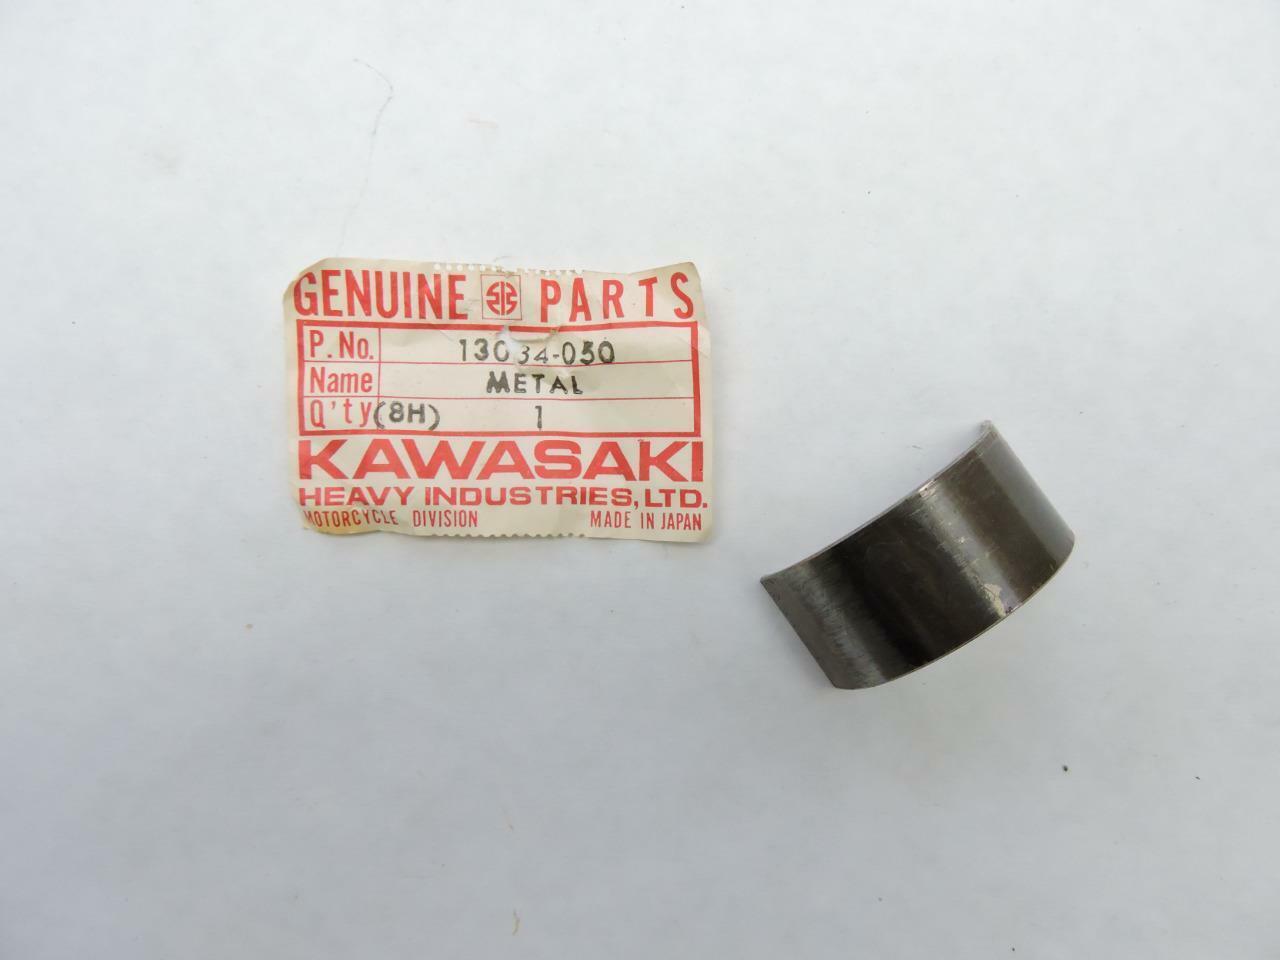 GENUINE PARTS
P. No. 13034-050
Name METAL
Q'ty (8H) 1
KAWASAKI
HEAVY INDUSTRIES, LTD.
MOTORCYCLE DIVISION MADE IN JAPAN